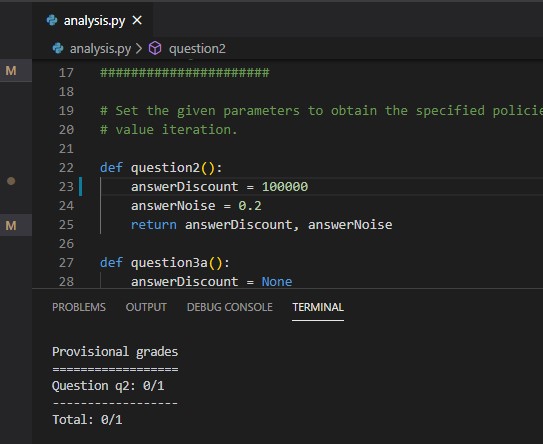 analysis.py ×
analysis.py > question2
M
17 ######################
18
19 # Set the given parameters to obtain the specified policie
20 # value iteration.
21
22 def question2():
23 answerDiscount = 100000
24 answerNoise = 0.2
M
25 return answerDiscount, answerNoise
26
27 def question3a():
28 answerDiscount = None
PROBLEMS OUTPUT DEBUG CONSOLE TERMINAL
Provisional grades
==================
Question q2: 0/1
------------------
Total: 0/1